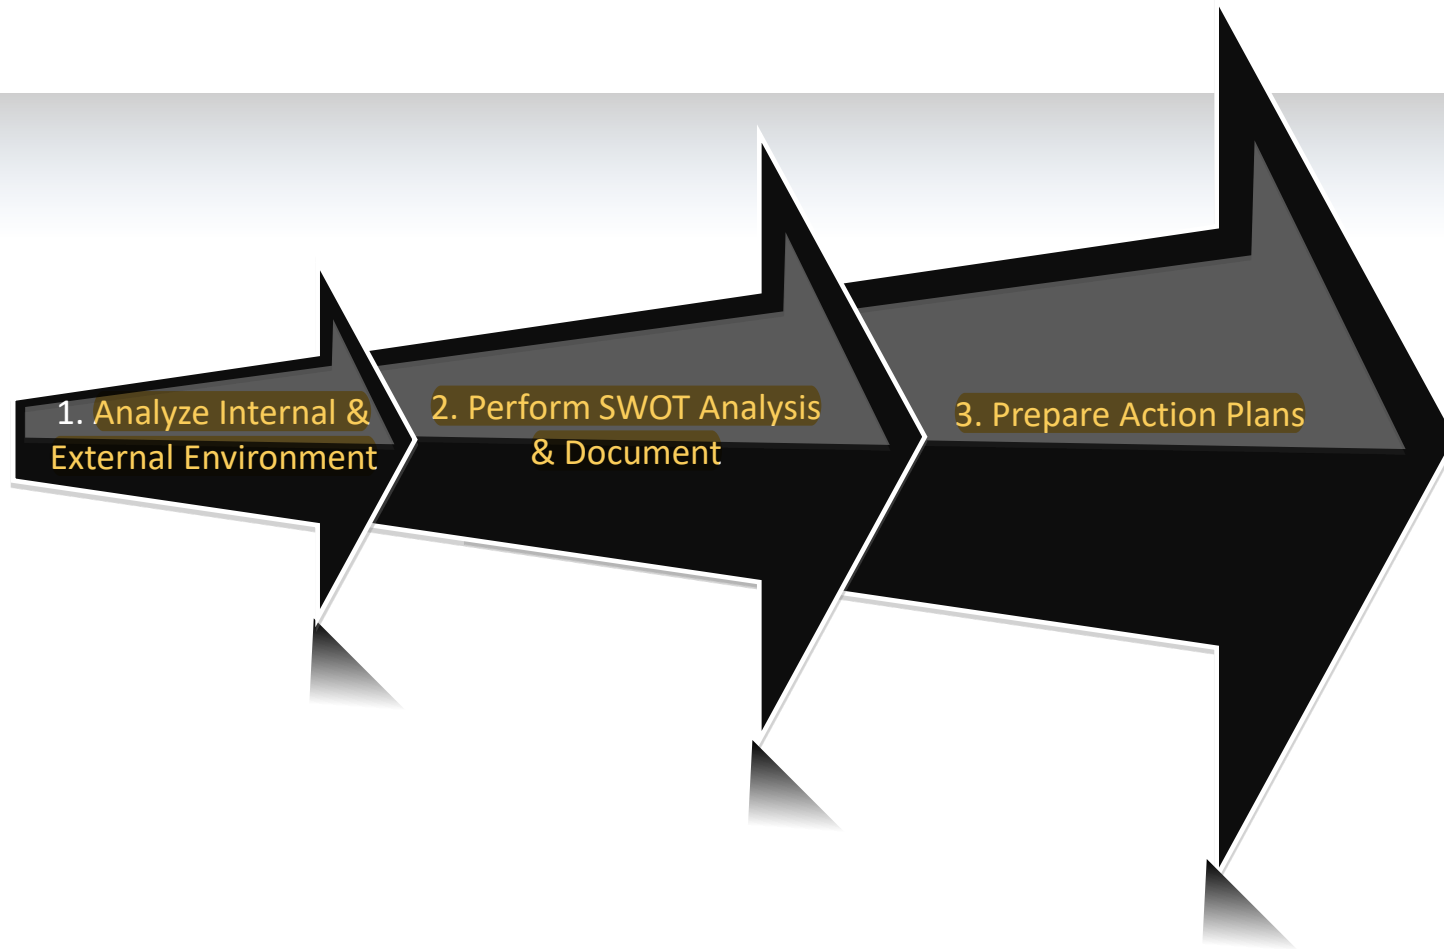 1. Analyze Internal &
External Environment
2. Perform SWOT Analysis
& Document
3. Prepare Action Plans